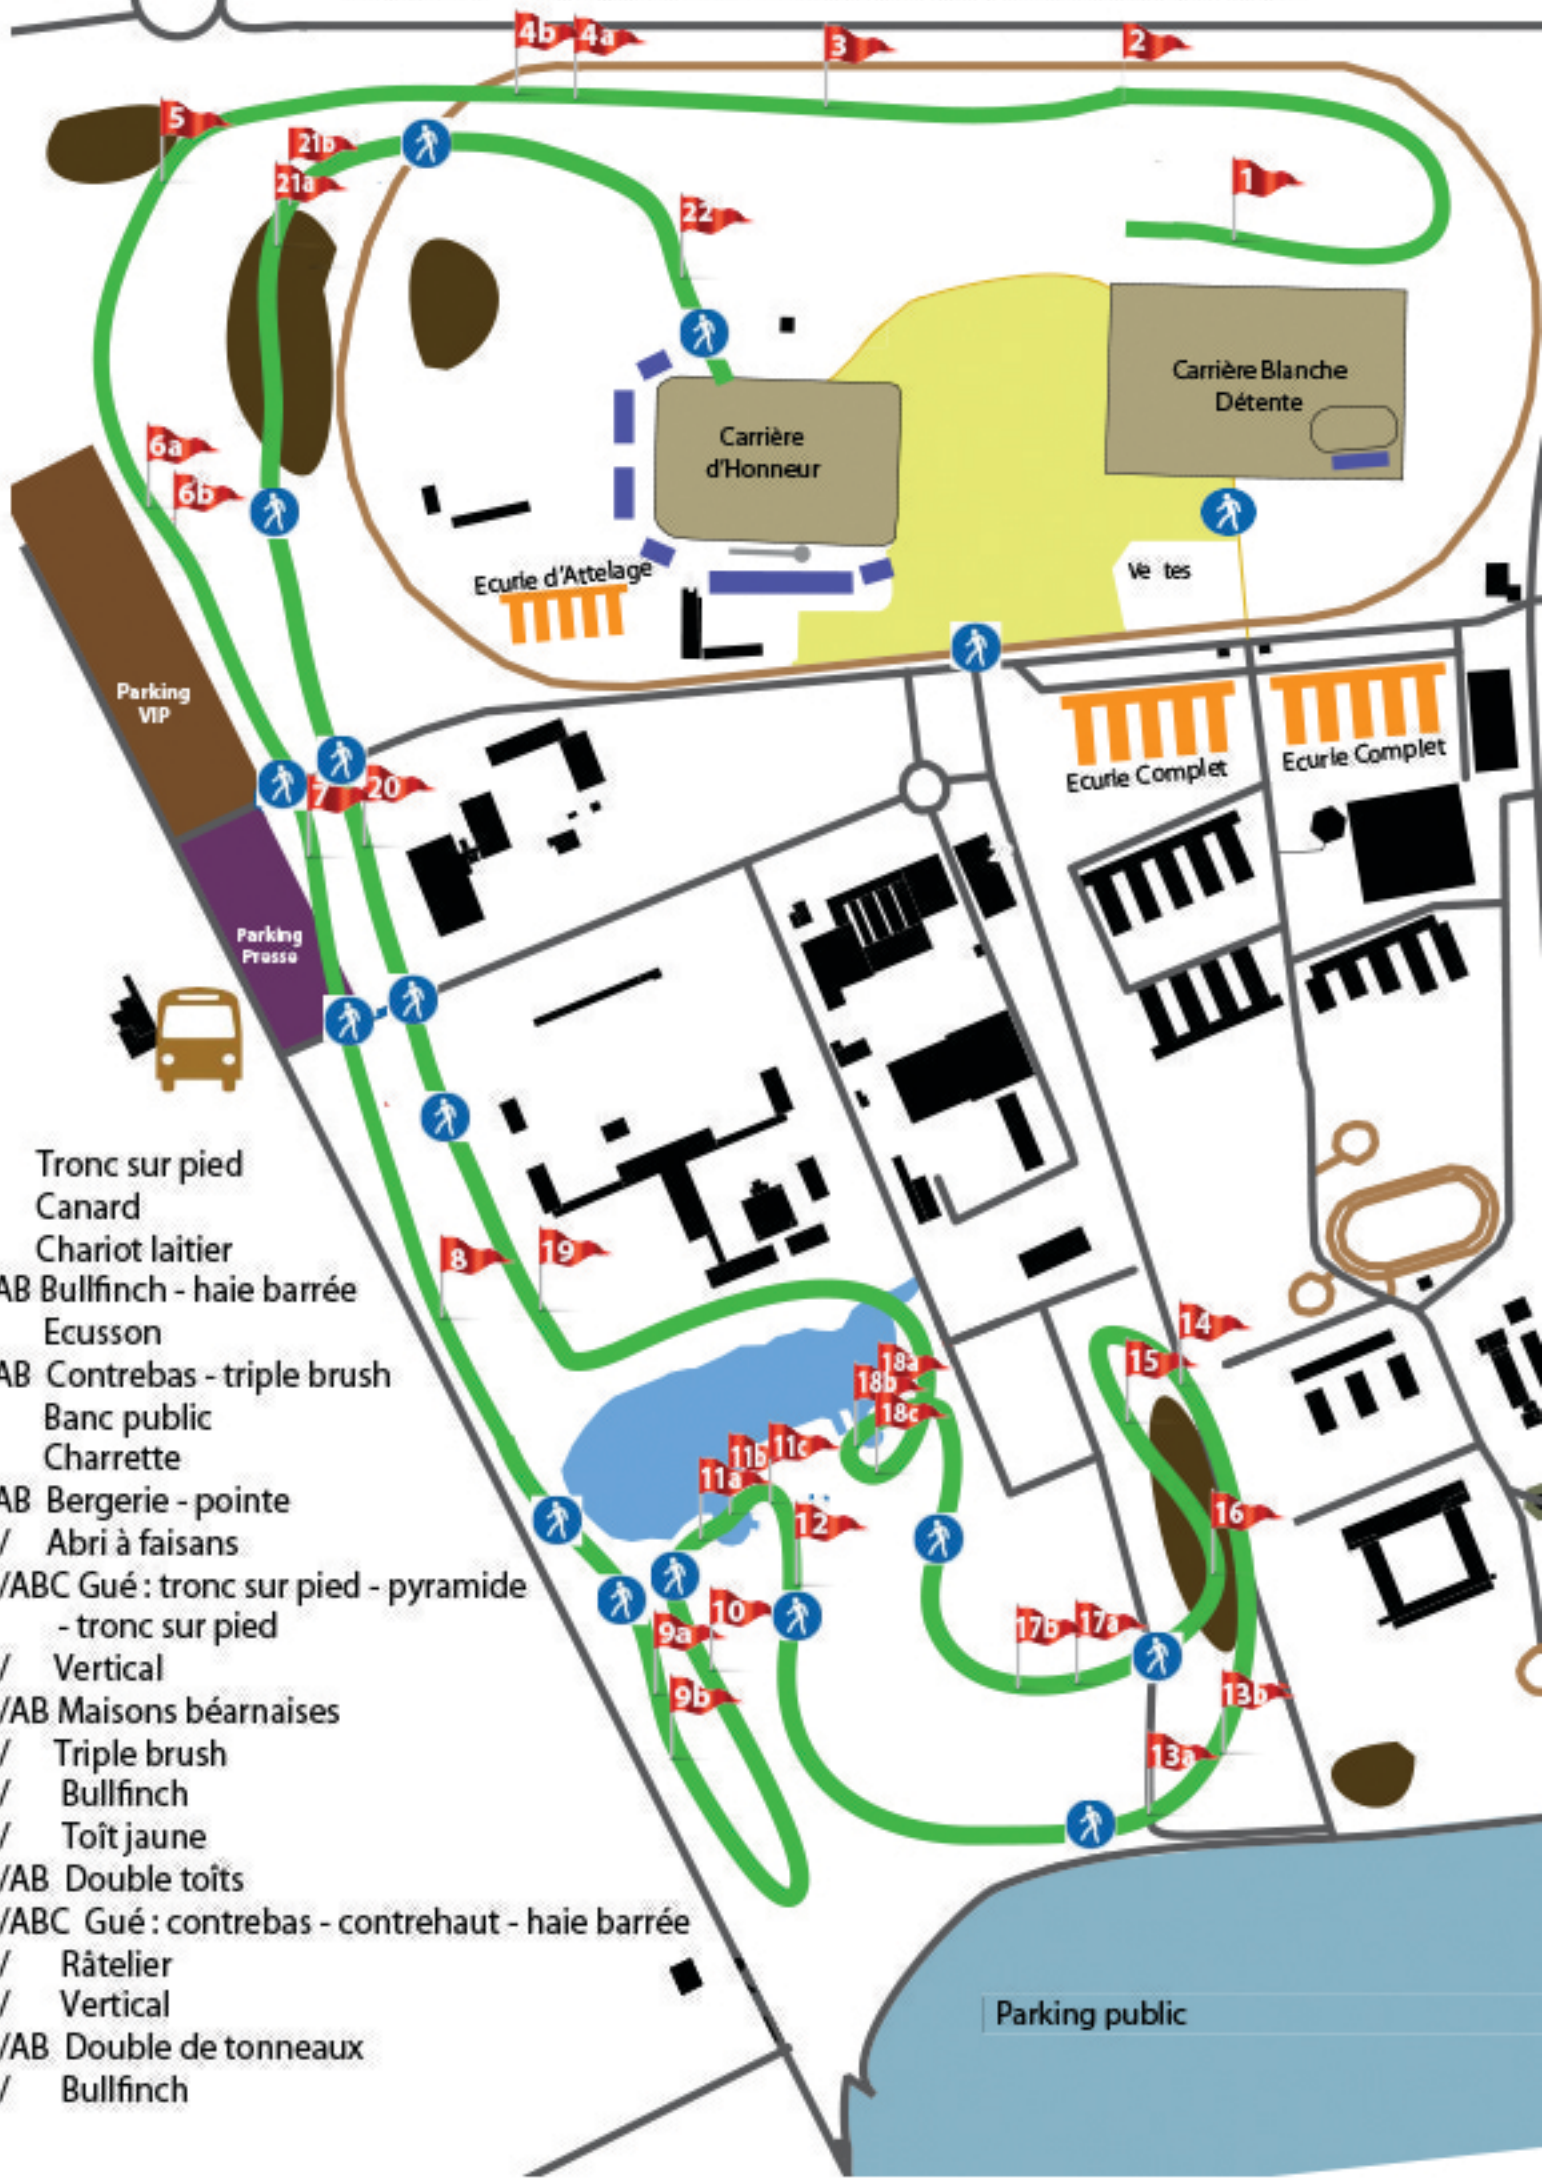 4b
4a
3
2
5
21b
21a
1
22
Carrière Blanche
Détente
Carrière
d'Honneur
6a
6b
Ecurie d'Attelage
Ve tes
Parking
VIP
7
20
Ecurie Complet
Ecurie Complet
Parking
Presse
Tronc sur pied
Canard
Chariot laitier
AB Bullfinch - haie barrée
Ecusson
AB Contrebas - triple brush
Banc public
Charrette
AB Bergerie - pointe
/ Abri à faisans
/ABC Gué : tronc sur pied - pyramide
- tronc sur pied
/ Vertical
/AB Maisons béarnaises
/ Triple brush
/ Bullfinch
/ Toît jaune
/AB Double toîts
/ABC Gué : contrebas - contrehaut - haie barrée
/ Râtelier
/ Vertical
/AB Double de tonneaux
/ Bullfinch
8
19
14
15
18a
18b
18c
11a
11b
11c
12
16
10
9a
9b
17b
17a
13b
13a
Parking public